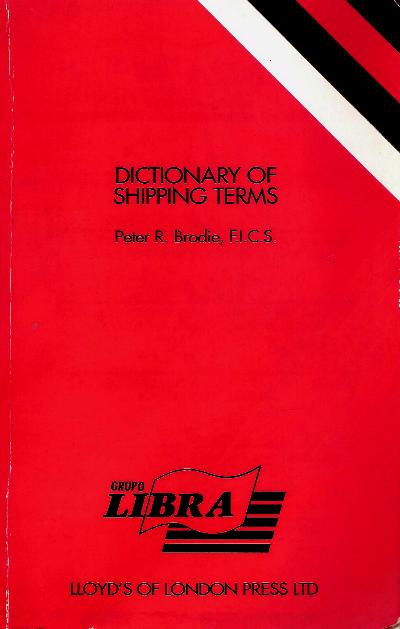 DICTIONARY OF
SHIPPING TERMS
Peter R. Brodie, F.I.C.S.
GRUPO
LIBRA
LLOYD'S OF LONDON PRESS LTD